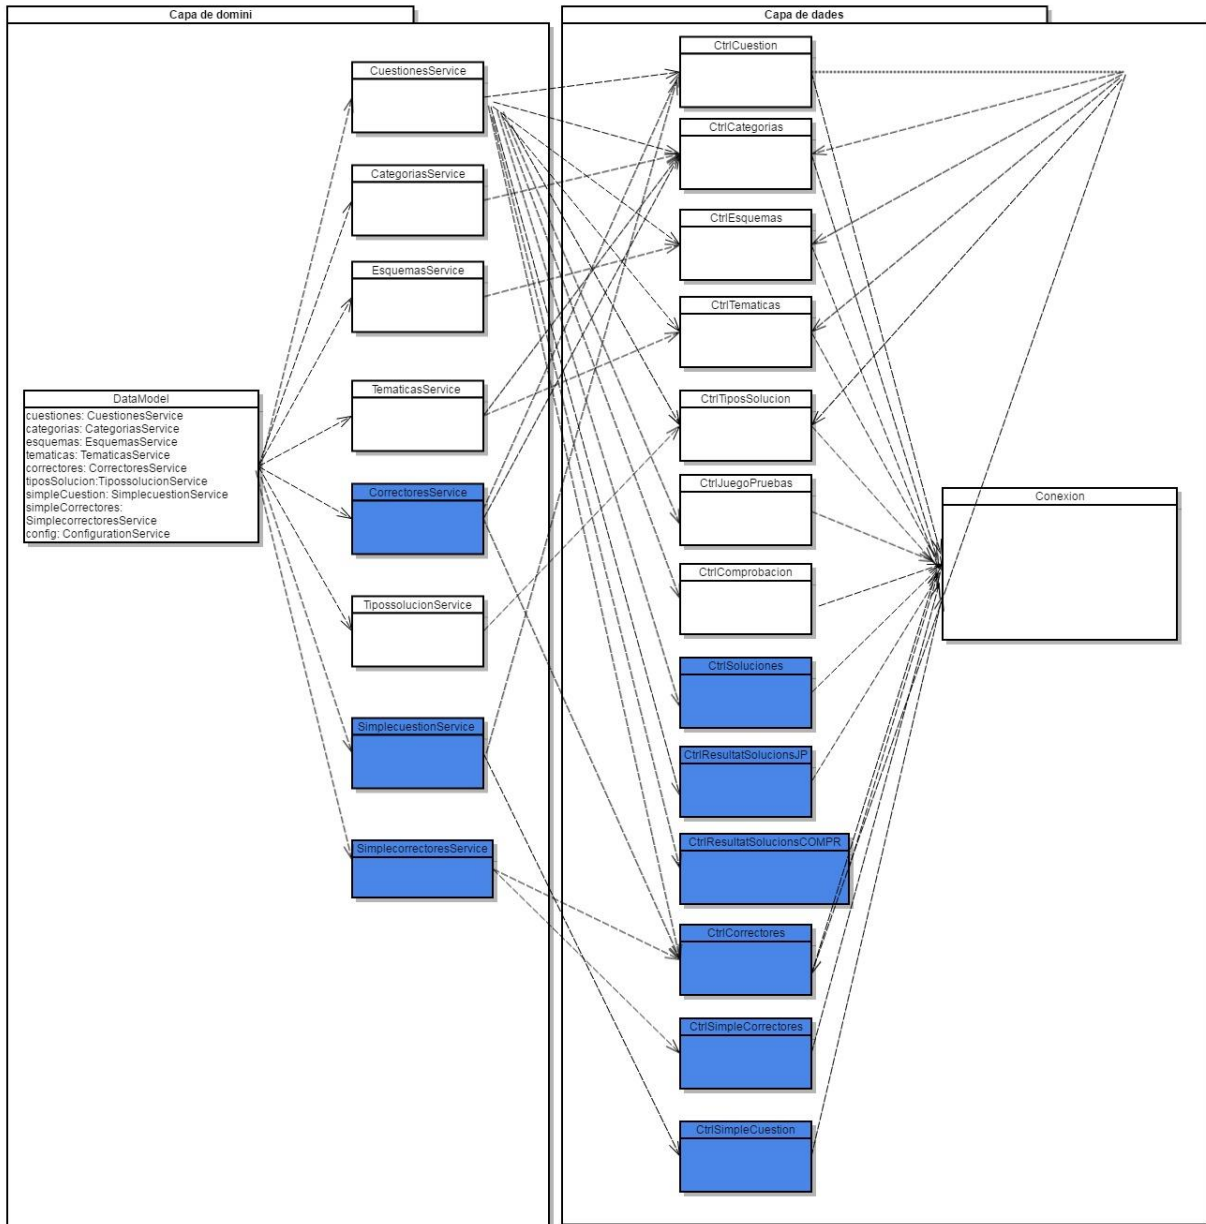 Capa de domini
Capa de dades
CuestionesService
CategoriasService
EsquemasService
TematicasService
DataModel
cuestiones: CuestionesService
categorias: CategoriasService
esquemas: EsquemasService
tematicas: TematicasService
correctores: CorrectoresService
tiposSolucion:TipossolucionService
simpleCuestion: SimplecuestionService
simpleCorrectores:
SimplecorrectoresService
config: ConfigurationService
CorrectoresService
TipossolucionService
SimplecuestionService
SimplecorrectoresService
CtrlCuestion
CtrlCategorias
CtrlEsquemas
CtrlTematicas
CtrlTiposSolucion
CtrlJuegoPruebas
CtrlComprobacion
CtrlSoluciones
CtrlResultatSolucionsJP
CtrlResultatSolucionsCOMPR
CtrlCorrectores
CtrlSimpleCorrectores
CtrlSimpleCuestion
Conexion